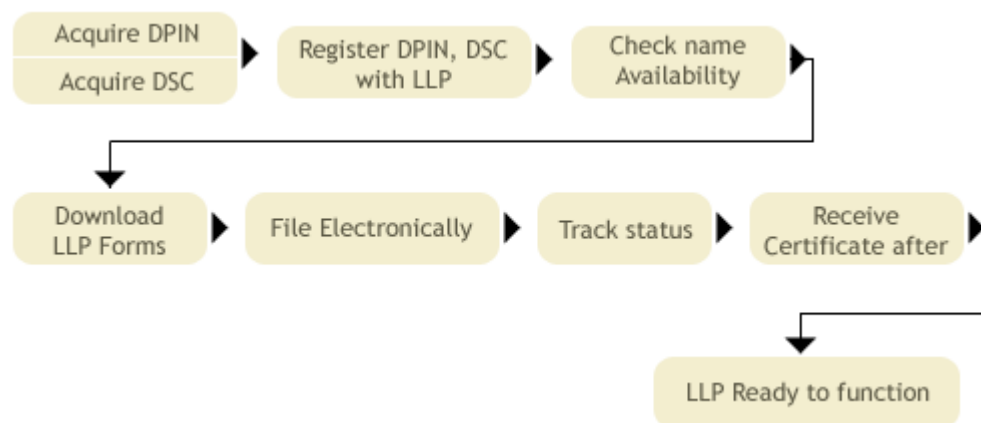 Acquire DPIN
Acquire DSC
Register DPIN, DSC
with LLP
Check name
Availability
Download
LLP Forms
File Electronically
Track status
Receive
Certificate after
LLP Ready to function